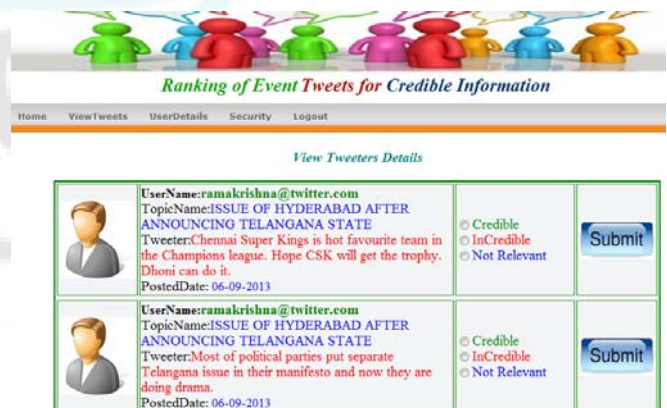 Ranking of Event Tweets for Credible Information
Home ViewTweets UserDetails Security Logout
View Tweeters Details
UserName:ramakrishna@twitter.com
TopicName:ISSUE OF HYDERABAD AFTER
ANNOUNCING TELANGANA STATE
Tweeter:Chennai Super Kings is hot favourite team in
the Champions league. Hope CSK will get the trophy.
Dhoni can do it.
PostedDate: 06-09-2013
Credible
InCredible
Not Relevant
Submit
UserName:ramakrishna@twitter.com
TopicName:ISSUE OF HYDERABAD AFTER
ANNOUNCING TELANGANA STATE
Tweeter:Most of political parties put separate
Telangana issue in their manifesto and now they are
doing drama.
PostedDate: 06-09-2013
Credible
InCredible
Not Relevant
Submit